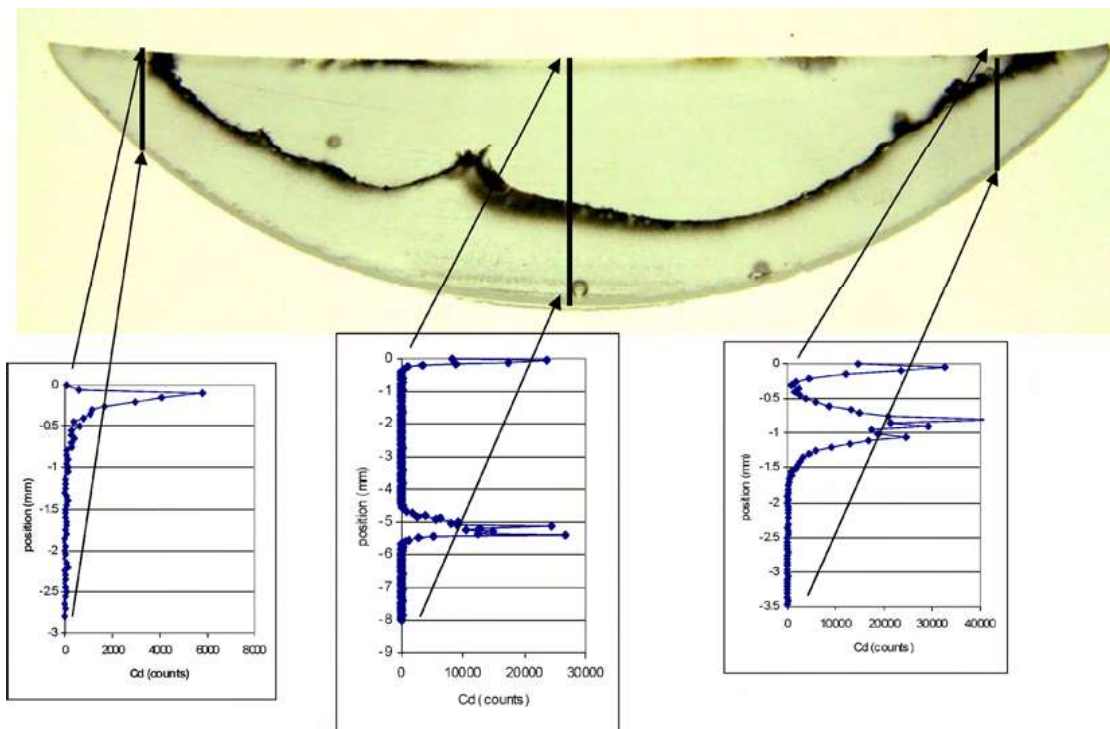 0
-0.5
-1
-1.5
-2
-2.5
-3
position (mm)
0 2000 4000 6000 8000
Cd (counts)
0
-1
-2
-3
-4
-5
-6
-7
-8
-9
position (mm)
0 10000 20000 30000
Cd (counts)
0
-0.5
-1
-1.5
-2
-2.5
-3
-3.5
position (mm)
0 10000 20000 30000 40000
Cd (counts)